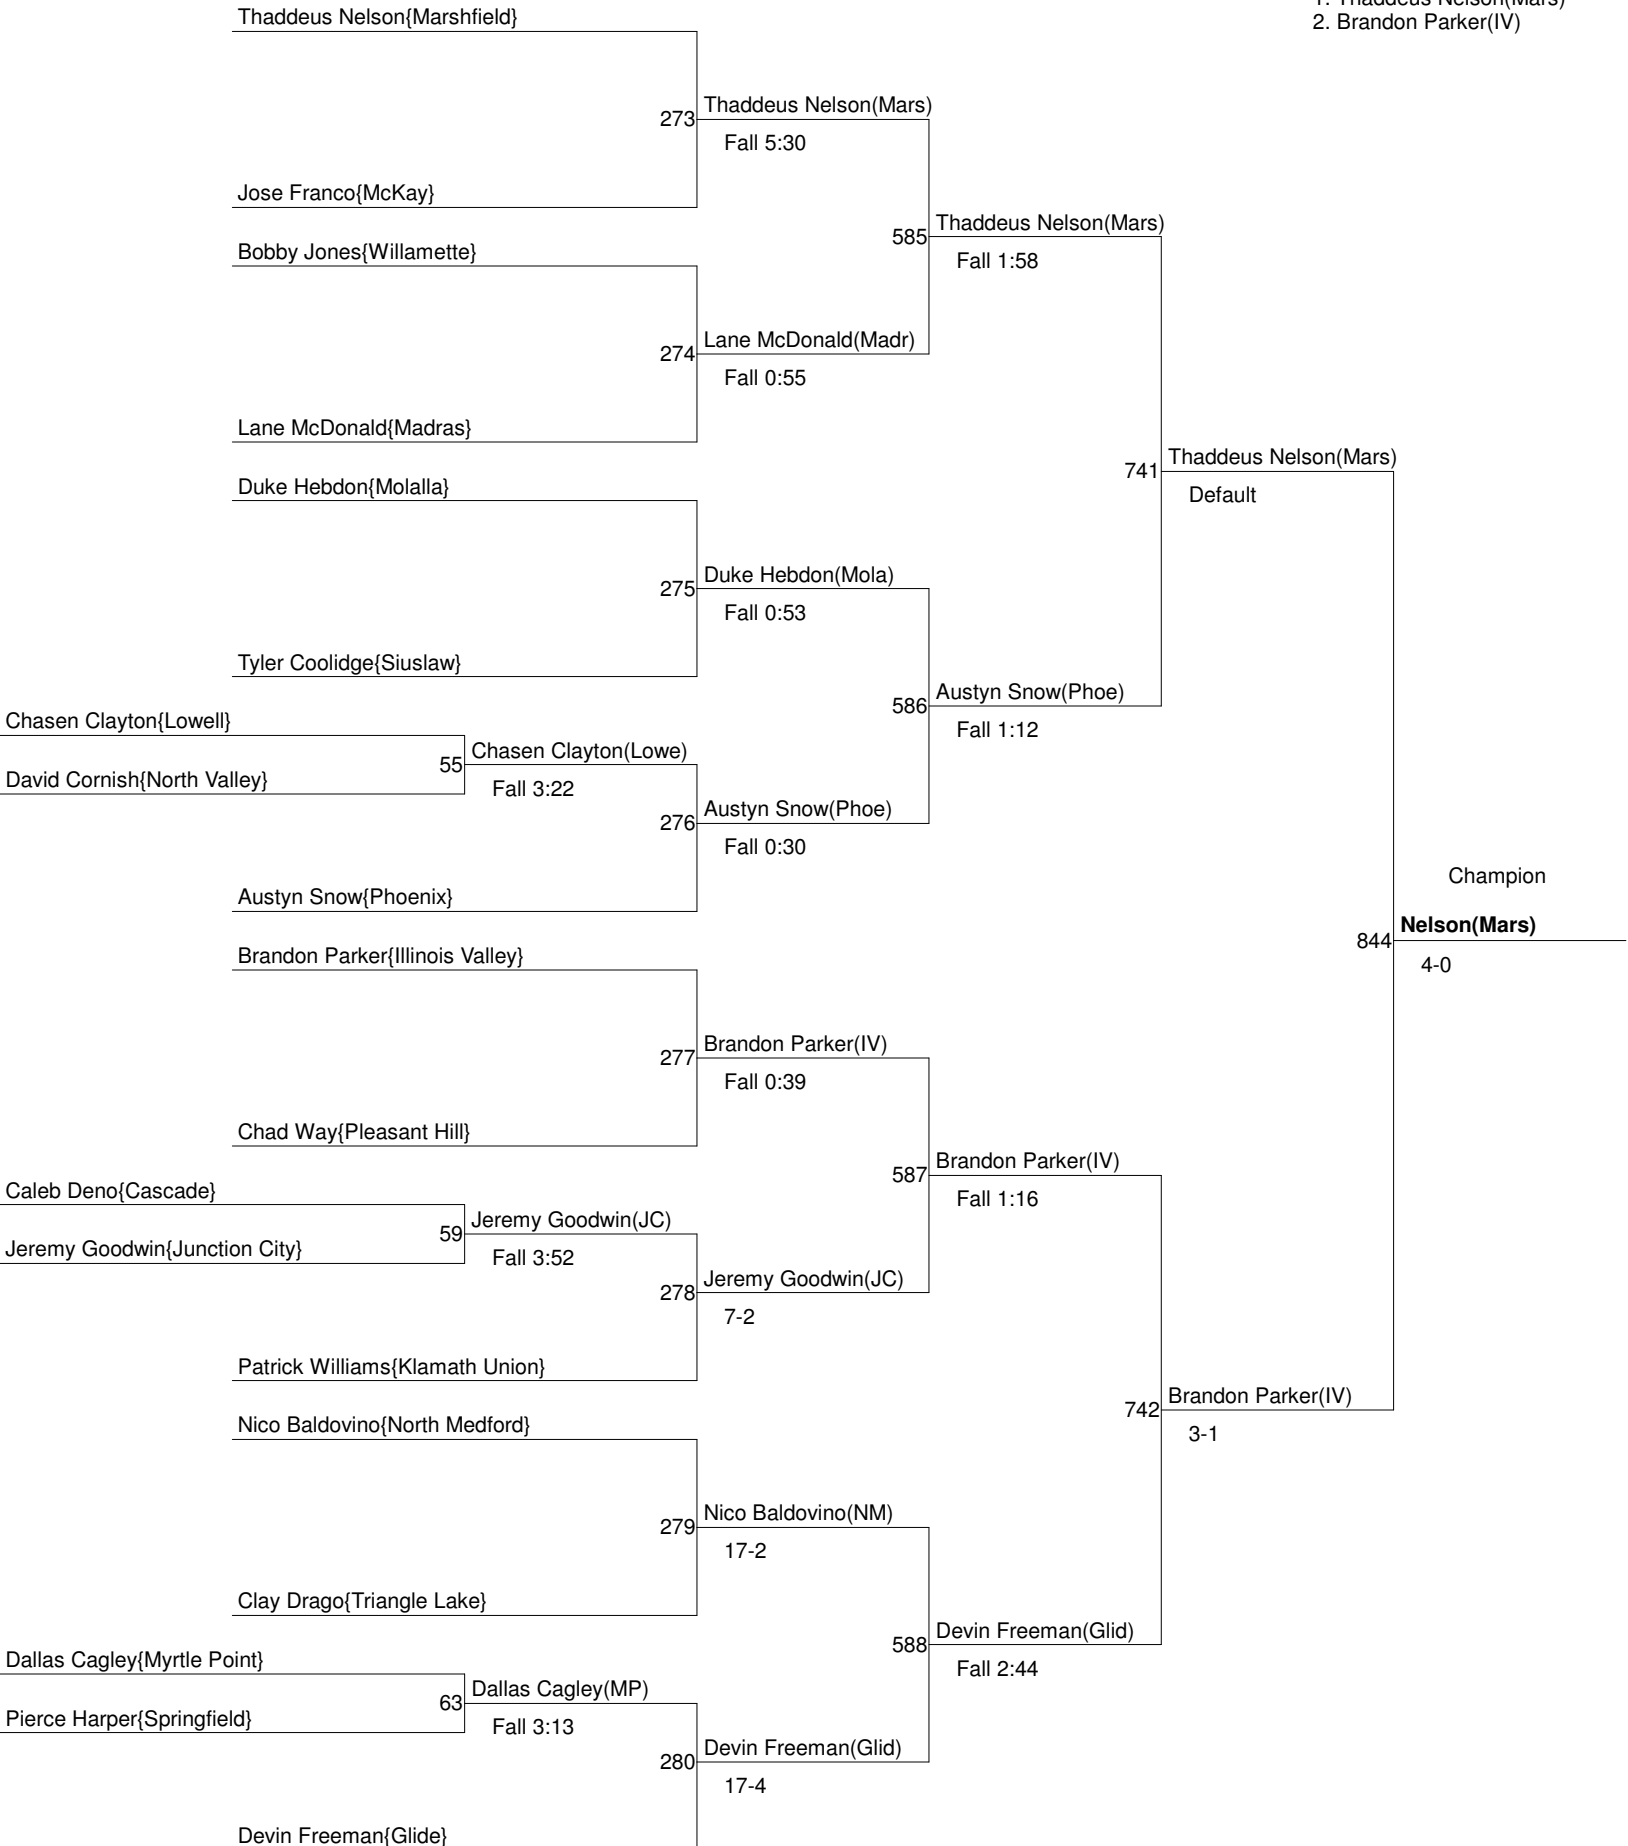 1. Thaddeus Nelson(Mars)
2. Brandon Parker(IV)
Thaddeus Nelson{Marshfield}
273
Thaddeus Nelson(Mars)
Fall 5:30
Jose Franco{McKay}
585
Thaddeus Nelson(Mars)
Fall 1:58
Bobby Jones{Willamette}
274
Lane McDonald(Madr)
Fall 0:55
Lane McDonald{Madras}
741
Thaddeus Nelson(Mars)
Default
Duke Hebdon{Molalla}
275
Duke Hebdon(Mola)
Fall 0:53
Tyler Coolidge{Siuslaw}
586
Austyn Snow(Phoe)
Fall 1:12
Chasen Clayton{Lowell}
55
Chasen Clayton(Lowe)
Fall 3:22
David Cornish{North Valley}
276
Austyn Snow(Phoe)
Fall 0:30
Austyn Snow{Phoenix}
Champion
844
Nelson(Mars)
4-0
Brandon Parker{Illinois Valley}
277
Brandon Parker(IV)
Fall 0:39
Chad Way{Pleasant Hill}
587
Brandon Parker(IV)
Fall 1:16
Caleb Deno{Cascade}
59
Jeremy Goodwin(JC)
Fall 3:52
Jeremy Goodwin{Junction City}
278
Jeremy Goodwin(JC)
7-2
Patrick Williams{Klamath Union}
742
Brandon Parker(IV)
3-1
Nico Baldovino{North Medford}
279
Nico Baldovino(NM)
17-2
Clay Drago{Triangle Lake}
588
Devin Freeman(Glid)
Fall 2:44
Dallas Cagley{Myrtle Point}
63
Dallas Cagley(MP)
Fall 3:13
Pierce Harper{Springfield}
280
Devin Freeman(Glid)
17-4
Devin Freeman{Glide}